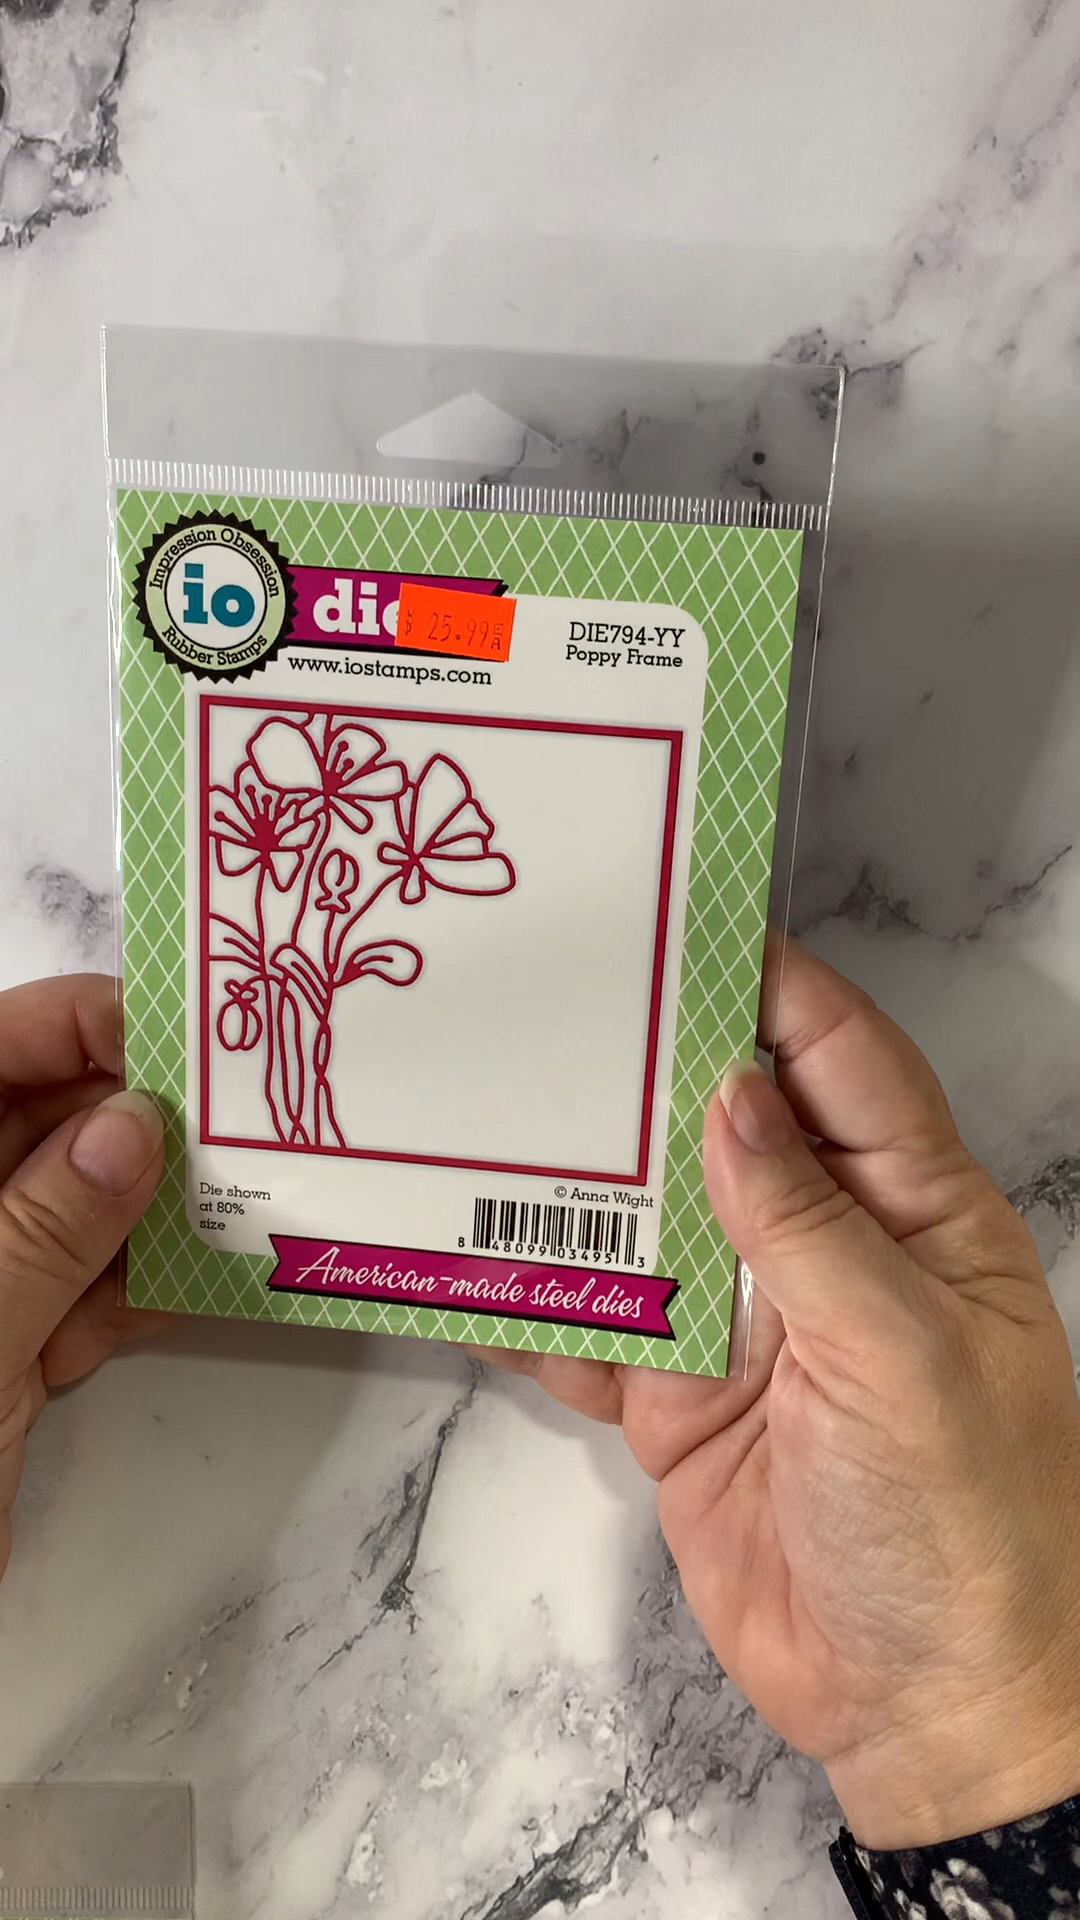 Impression Obsession
io
Rubber Stamps
$ 25.99 EA
www.iostamps.com
DIE794-YY
Poppy Frame
Die shown
at 80%
size
© Anna Wight
8 48099 03495 3
American-made steel dies